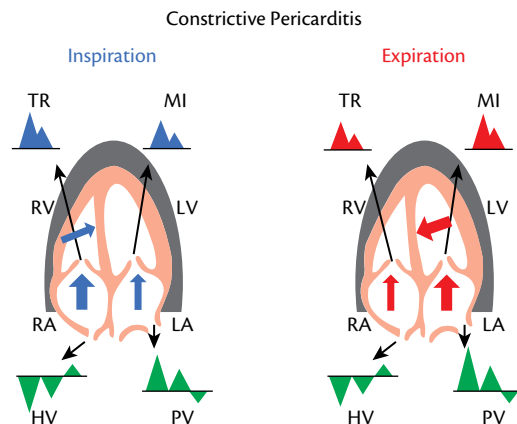 Constrictive Pericarditis
Inspiration Expiration
TR MI TR MI
RV LV RV LV
RA LA RA LA
HV PV HV PV